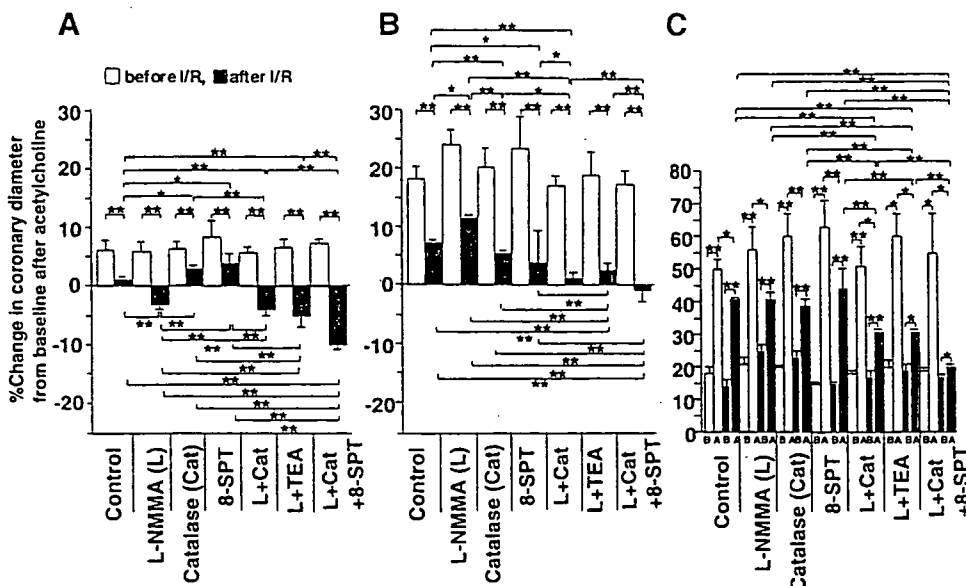 A
B
C
before I/R, after I/R
%Change in coronary diameter
from baseline after acetylcholine
30
20
10
0
-10
-20
30
20
10
0
-10
-20
80
70
60
50
40
30
20
10
0
** ** * * ** ** ** ** ** ** ** ** ** **
** ** ** ** ** ** ** ** ** ** ** **
** * ** * ** ** * ** ** * ** ** ** ** ** ** ** **
** ** ** ** ** ** ** **
** ** ** ** ** ** ** ** ** ** ** ** ** **
B A B A B A B A B A B A B A B A B A B A B A B A B A B A
Control
L-NMMA (L)
Catalase (Cat)
8-SPT
L+Cat
L+TEA
L+Cat
+8-SPT
Control
L-NMMA (L)
Catalase (Cat)
8-SPT
L+Cat
L+TEA
L+Cat
+8-SPT
Control
L-NMMA (L)
Catalase (Cat)
8-SPT
L+Cat
L+TEA
L+Cat
+8-SPT